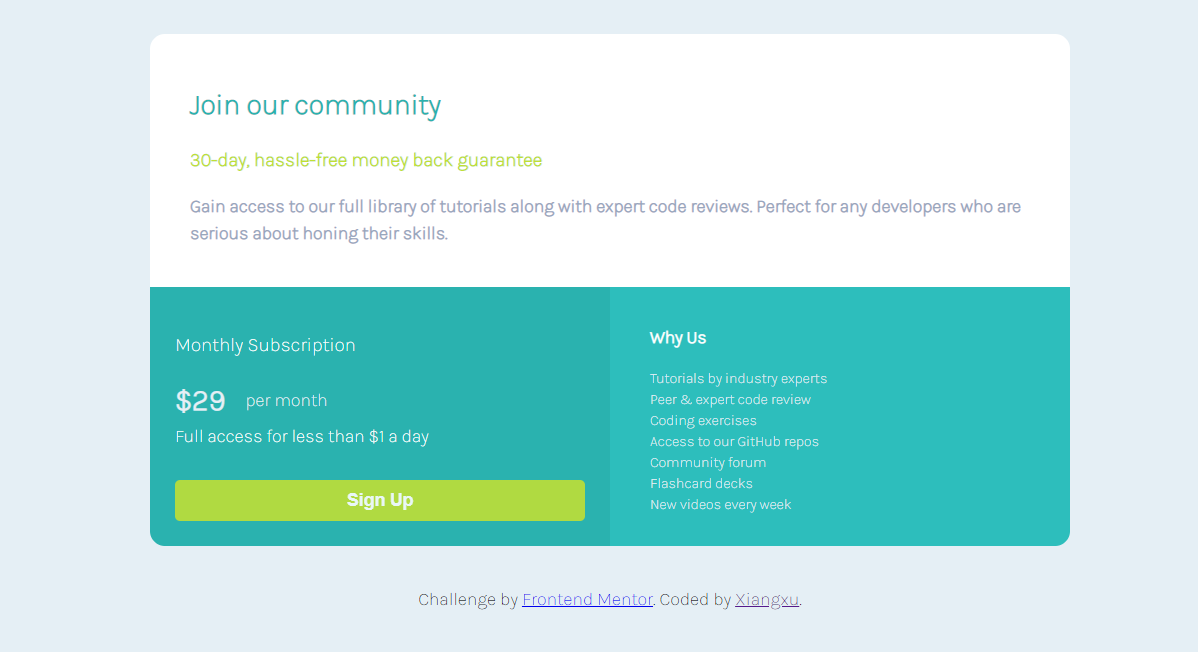 Join our community
30-day, hassle-free money back guarantee
Gain access to our full library of tutorials along with expert code reviews. Perfect for any developers who are
serious about honing their skills.
Monthly Subscription
$29 per month
Full access for less than $1 a day
Sign Up
Why Us
Tutorials by industry experts
Peer & expert code review
Coding exercises
Access to our GitHub repos
Community forum
Flashcard decks
New videos every week
Challenge by Frontend Mentor. Coded by Xiangxu.